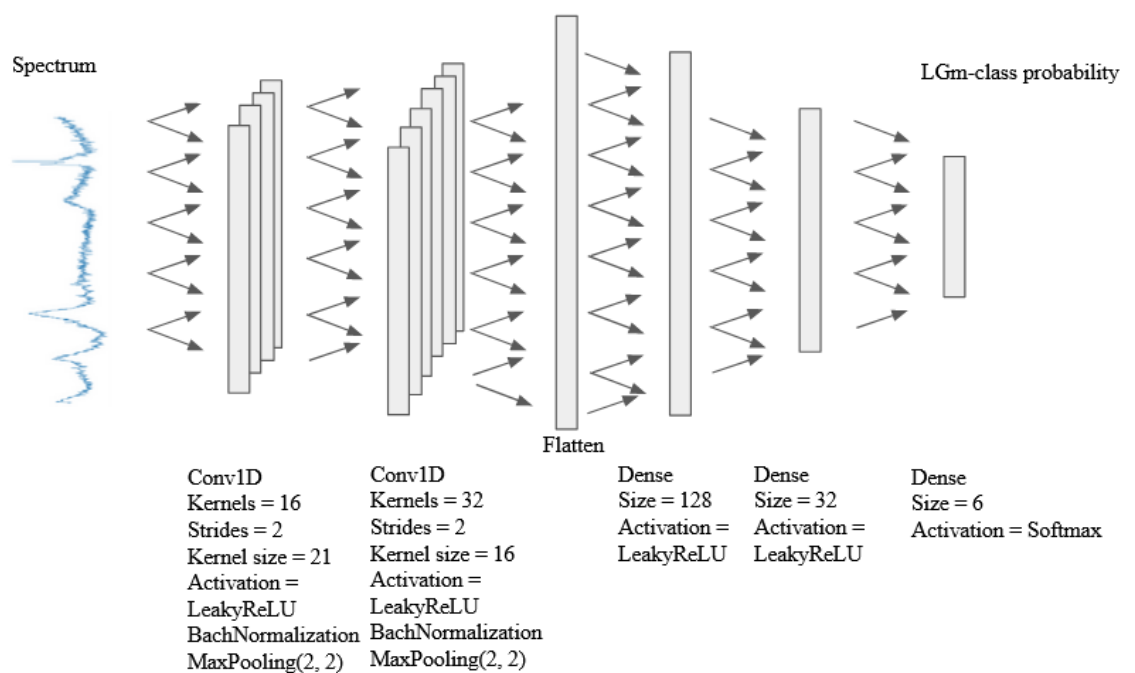 Spectrum
LGm-class probability
Flatten
Conv1D
Kernels = 16
Strides = 2
Kernel size = 21
Activation =
LeakyReLU
BachNormalization
MaxPooling(2, 2)
Conv1D
Kernels = 32
Strides = 2
Kernel size = 16
Activation =
LeakyReLU
BachNormalization
MaxPooling(2, 2)
Dense
Size = 128
Activation =
LeakyReLU
Dense
Size = 32
Activation =
LeakyReLU
Dense
Size = 6
Activation = Softmax